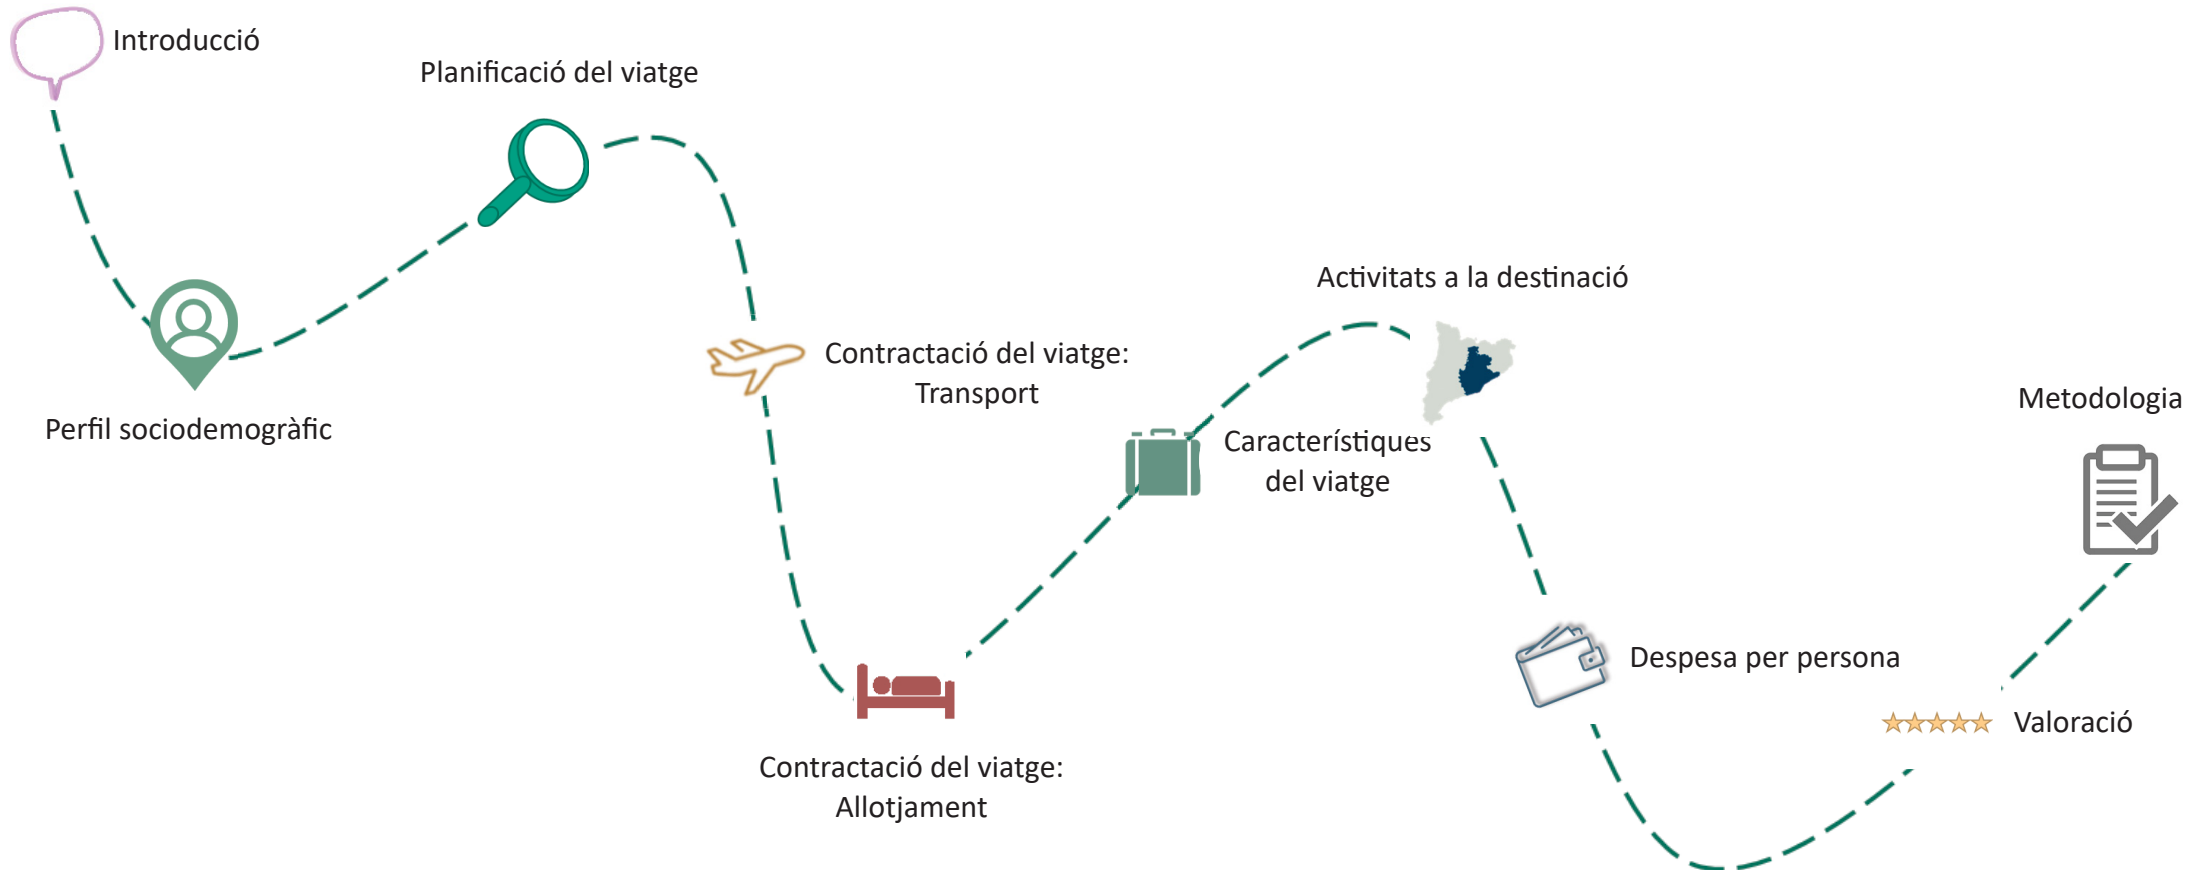 Introducció
Perfil sociodemogràfic
Planificació del viatge
Contractació del viatge:
Transport
Contractació del viatge:
Allotjament
Característiques
del viatge
Activitats a la destinació
Despesa per persona
Valoració
Metodologia